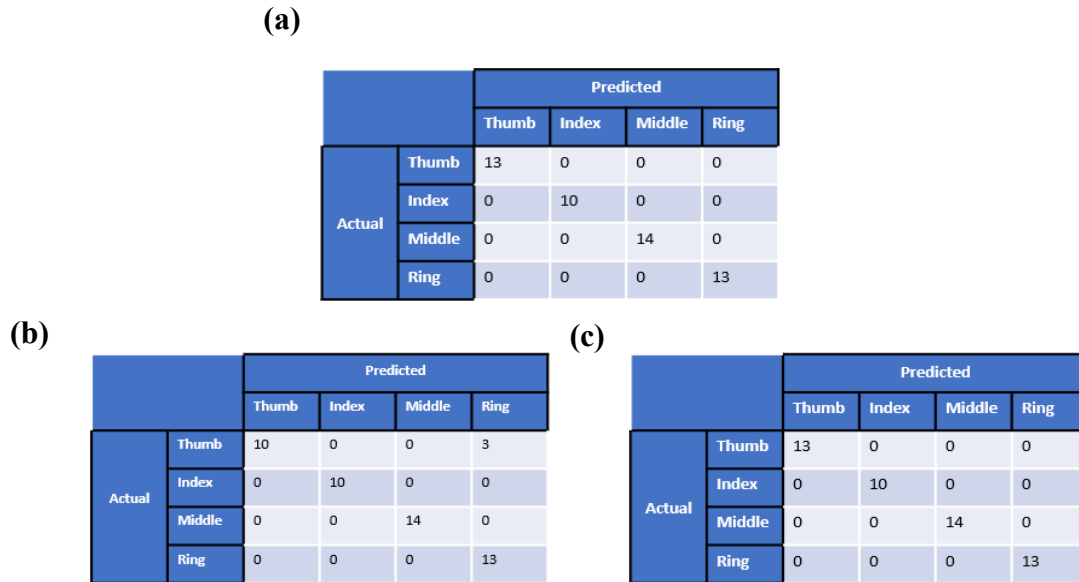 (a)
Predicted
Thumb Index Middle Ring
Actual
Thumb 13 0 0 0
Index 0 10 0 0
Middle 0 0 14 0
Ring 0 0 0 13
(b)
Predicted
Thumb Index Middle Ring
Actual
Thumb 10 0 0 3
Index 0 10 0 0
Middle 0 0 14 0
Ring 0 0 0 13
(c)
Predicted
Thumb Index Middle Ring
Actual
Thumb 13 0 0 0
Index 0 10 0 0
Middle 0 0 14 0
Ring 0 0 0 13